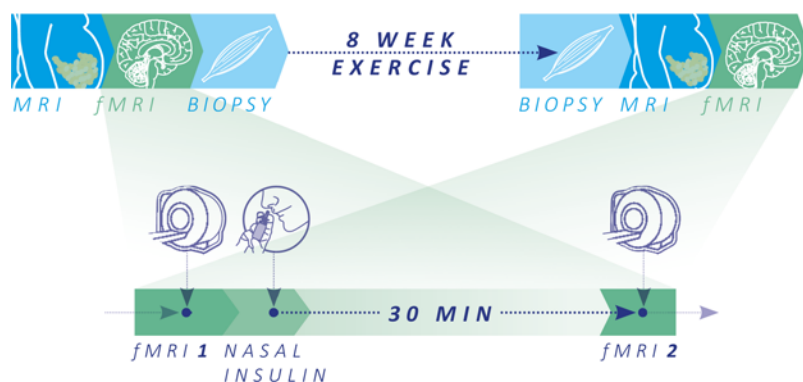 8 WEEK
EXERCISE
MRI fMRI BIOPSY
BIOPSY MRI fMRI
30 MIN
fMRI 1 NASAL
INSULIN
fMRI 2